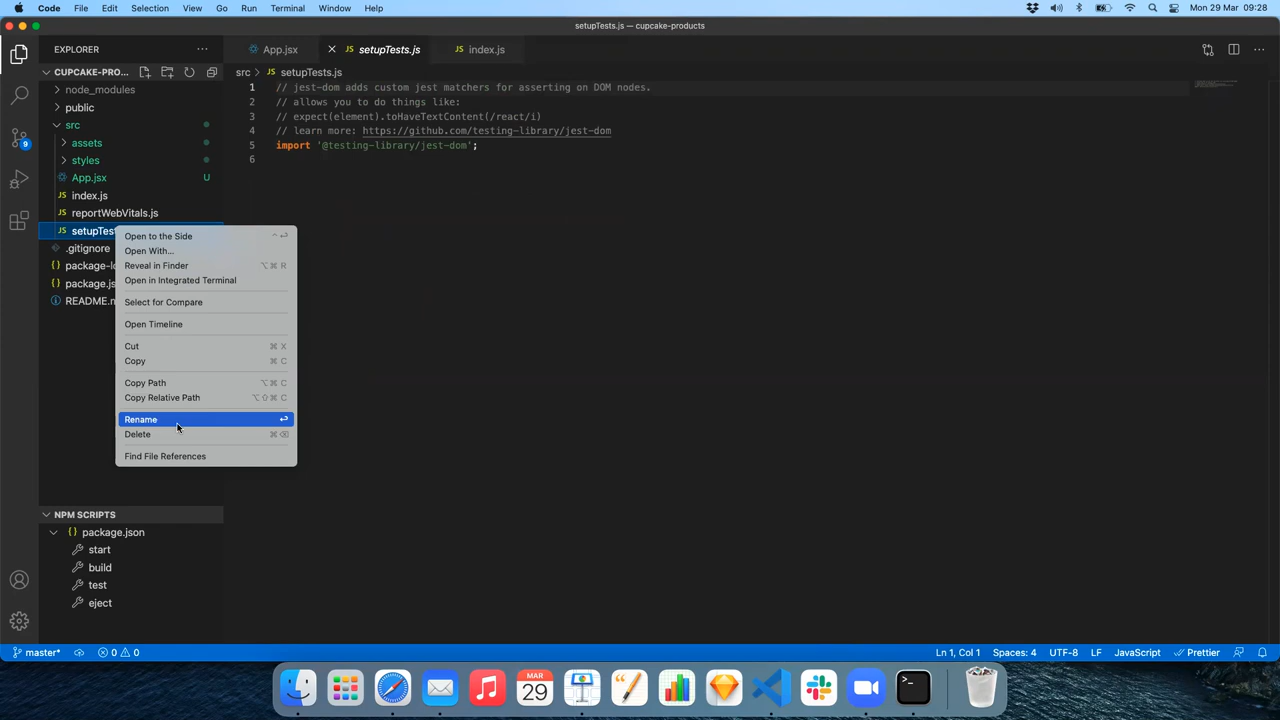 Code File Edit Selection View Go Run Terminal Window Help Mon 29 Mar 09:28
setupTests.js — cupcake-products
EXPLORER
App.jsx
JS setupTests.js
JS index.js
CUPCAKE-PRO...
src > setupTests.js
node_modules
public
src
assets
styles
App.jsx U
JS index.js
JS reportWebVitals.js
JS setupTest
.gitignore
{} package-l
{} package.js
README.
1 // jest-dom adds custom jest matchers for asserting on DOM nodes.
2 // allows you to do things like:
3 // expect(element).toHaveTextContent(/react/i)
4 // learn more: https://github.com/testing-library/jest-dom
5 import '@testing-library/jest-dom';
6
9
Open to the Side ⌃↩
Open With...
Reveal in Finder ⌥⌘ R
Open in Integrated Terminal
Select for Compare
Open Timeline
Cut ⌘ X
Copy ⌘ C
Copy Path ⌥⌘ C
Copy Relative Path ⌥⇧⌘ C
Rename ↩
Delete ⌘⌫
Find File References
NPM SCRIPTS
{} package.json
start
build
test
eject
master* 0 0 Ln 1, Col 1 Spaces: 4 UTF-8 LF JavaScript Prettier
MAR
29
>_